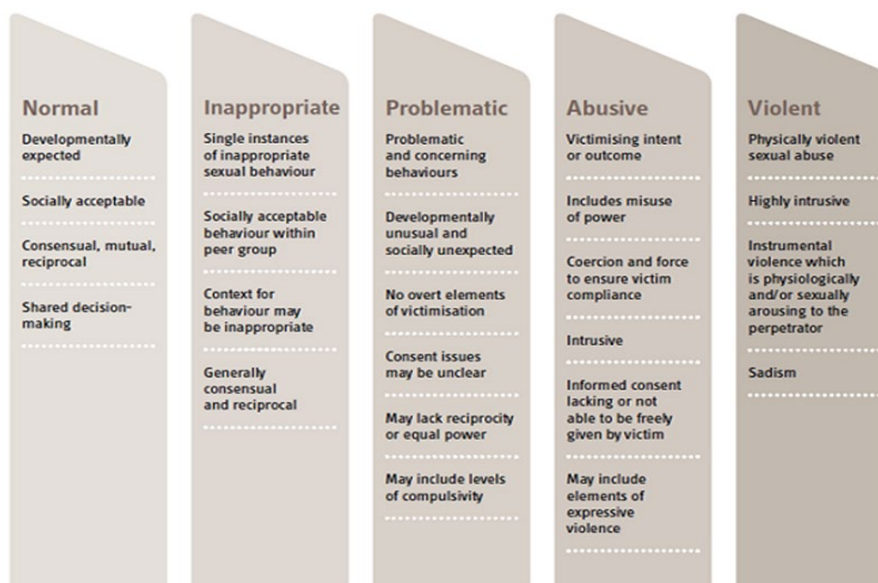 Normal
Developmentally
expected
Socially acceptable
Consensual, mutual,
reciprocal
Shared decision-
making
Inappropriate
Single instances
of inappropriate
sexual behaviour
Socially acceptable
behaviour within
peer group
Context for
behaviour may
be inappropriate
Generally
consensual
and reciprocal
Problematic
Problematic
and concerning
behaviours
Developmentally
unusual and
socially unexpected
No overt elements
of victimisation
Consent issues
may be unclear
May lack reciprocity
or equal power
May include levels
of compulsivity
Abusive
Victimising intent
or outcome
Includes misuse
of power
Coercion and force
to ensure victim
compliance
Intrusive
Informed consent
lacking or not
able to be freely
given by victim
May include
elements of
expressive
violence
Violent
Physically violent
sexual abuse
Highly intrusive
Instrumental
violence which
is physiologically
and/or sexually
arousing to the
perpetrator
Sadism